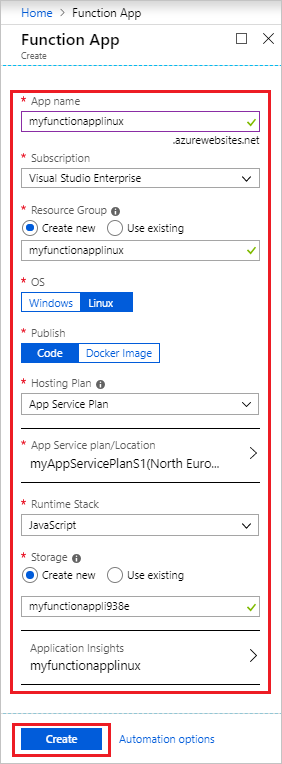 Home > Function App
Function App
Create
* App name
myfunctionapplinux
.azurewebsites.net
* Subscription
Visual Studio Enterprise
* Resource Group
Create new Use existing
myfunctionapplinux
* OS
Windows Linux
* Publish
Code Docker Image
* Hosting Plan
App Service Plan
* App Service plan/Location
myAppServicePlanS1(North Euro...
* Runtime Stack
JavaScript
* Storage
Create new Use existing
myfunctionappli938e
Application Insights
myfunctionapplinux
Create Automation options